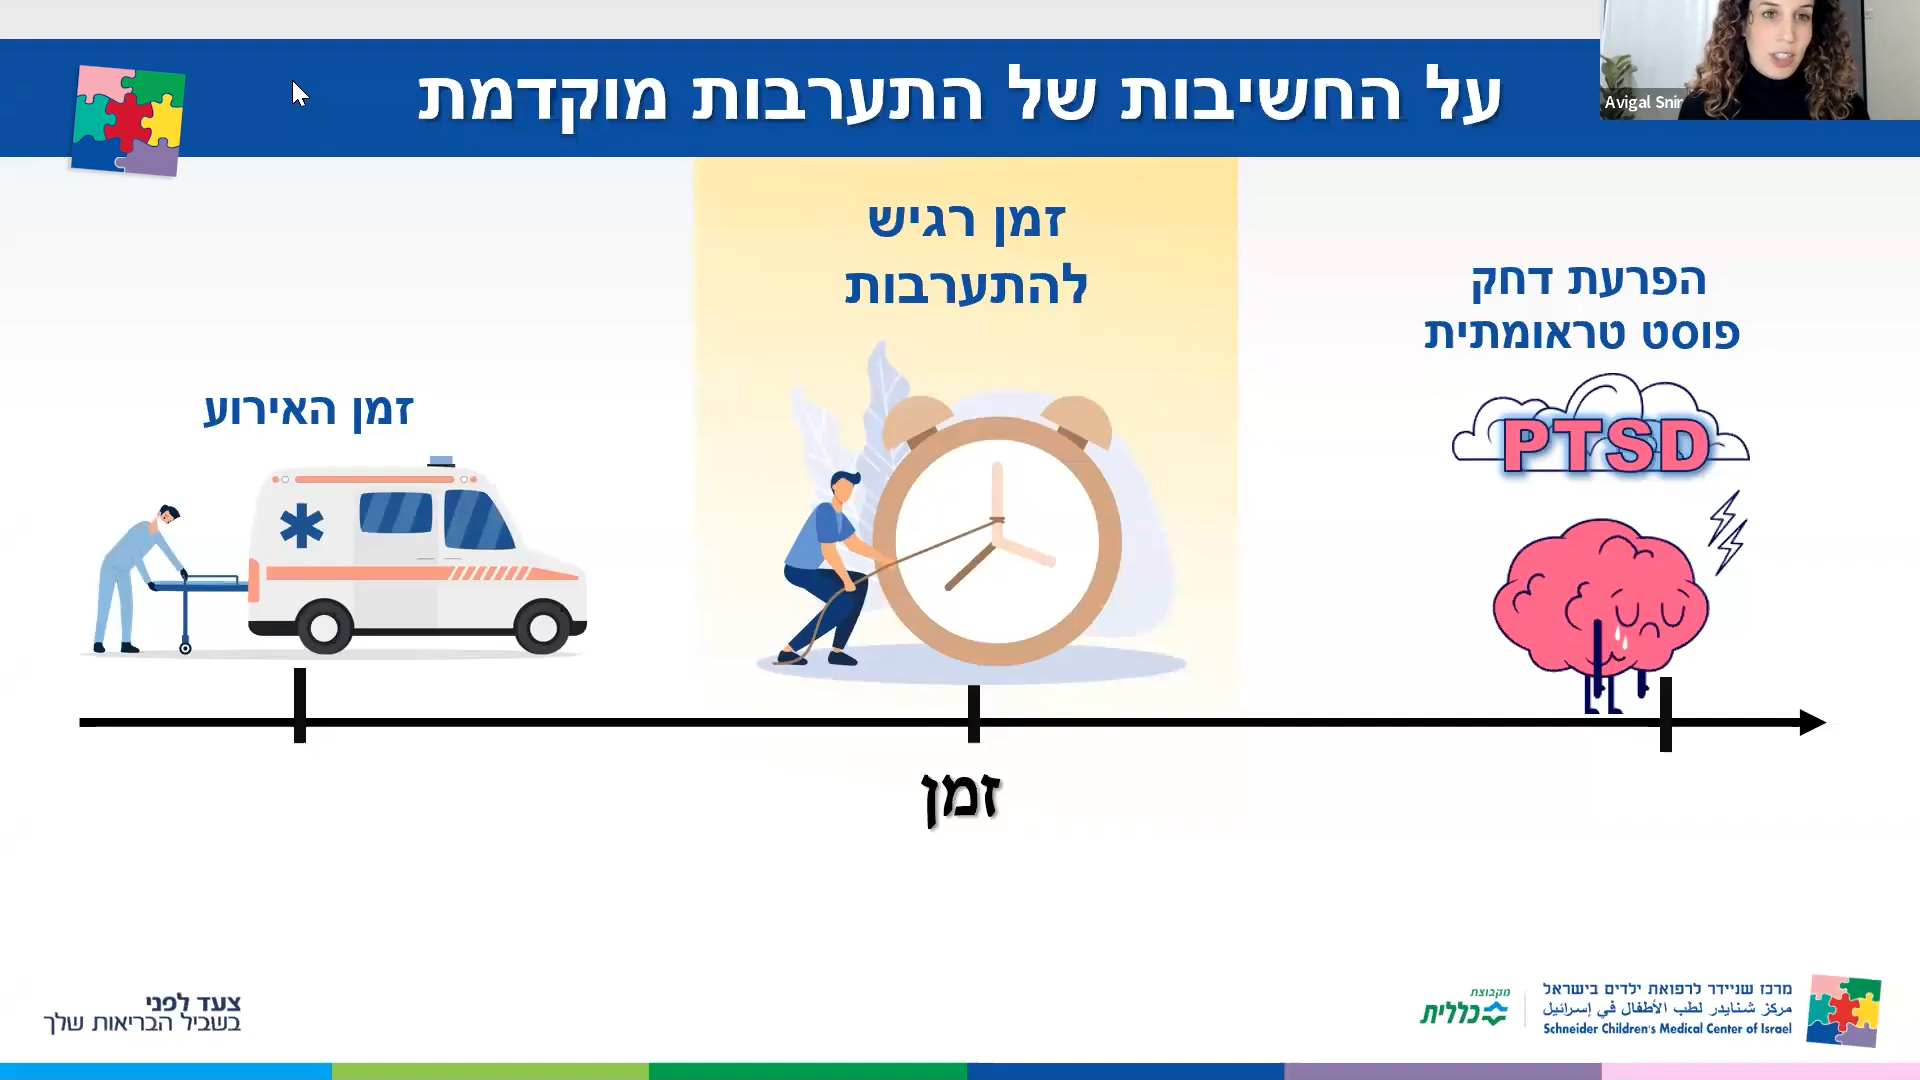 על החשיבות של התערבות מוקדמת
Avigal Snir
זמן האירוע
זמן רגיש
להתערבות
הפרעת דחק
פוסט טראומתית
PTSD
זמן
צעד לפני
בשביל הבריאות שלך
מקבוצת
כללית
מרכז שניידר לרפואת ילדים בישראל
مركز شنايدر لطب الأطفال في إسرائيل
Schneider Children's Medical Center of Israel